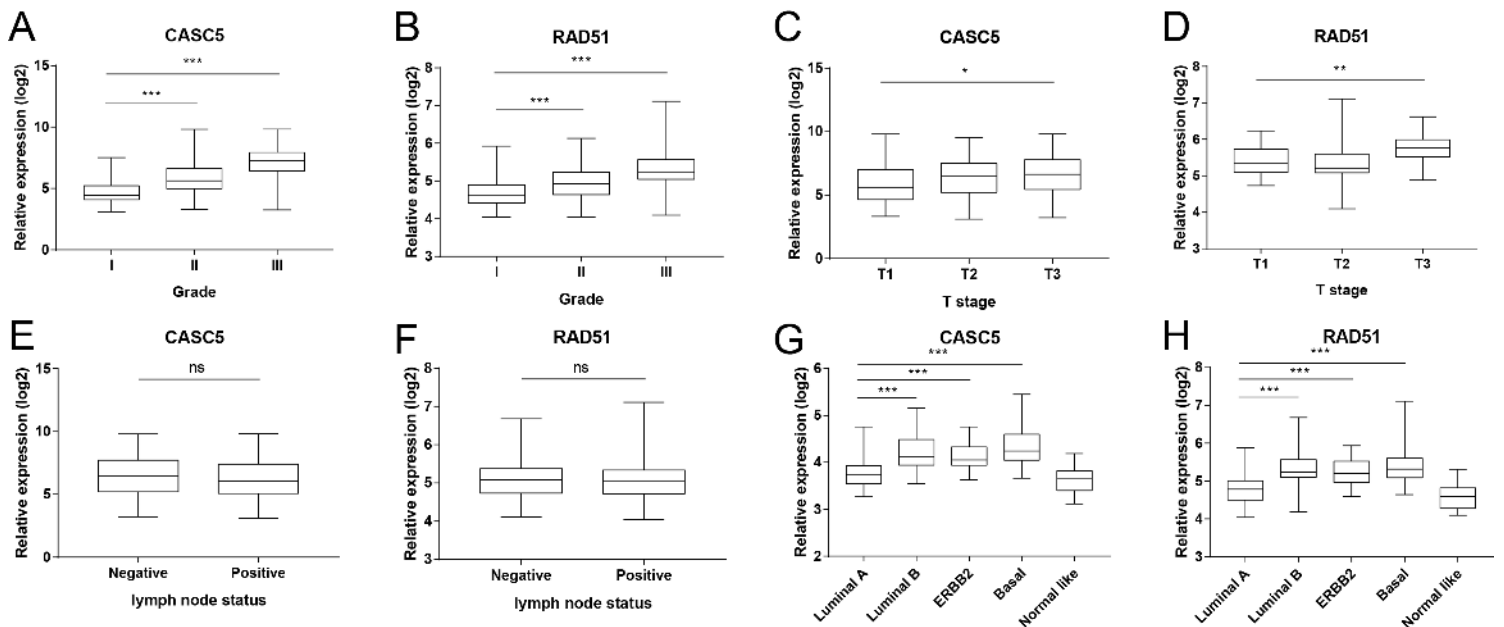 A
CASC5
Relative expression (log2)
15
10
5
0
***
***
I
II
III
Grade
B
RAD51
Relative expression (log2)
8
7
6
5
4
3
***
***
I
II
III
Grade
C
CASC5
Relative expression (log2)
15
10
5
0
*
T1
T2
T3
T stage
D
RAD51
Relative expression (log2)
8
7
6
5
4
3
**
T1
T2
T3
T stage
E
CASC5
Relative expression (log2)
15
10
5
0
ns
Negative
Positive
lymph node status
F
RAD51
Relative expression (log2)
8
7
6
5
4
3
ns
Negative
Positive
lymph node status
G
CASC5
Relative expression (log2)
6
5
4
3
2
***
***
***
Luminal A
Luminal B
ERBB2
Basal
Normal like
H
RAD51
Relative expression (log2)
8
7
6
5
4
3
***
***
***
Luminal A
Luminal B
ERBB2
Basal
Normal like